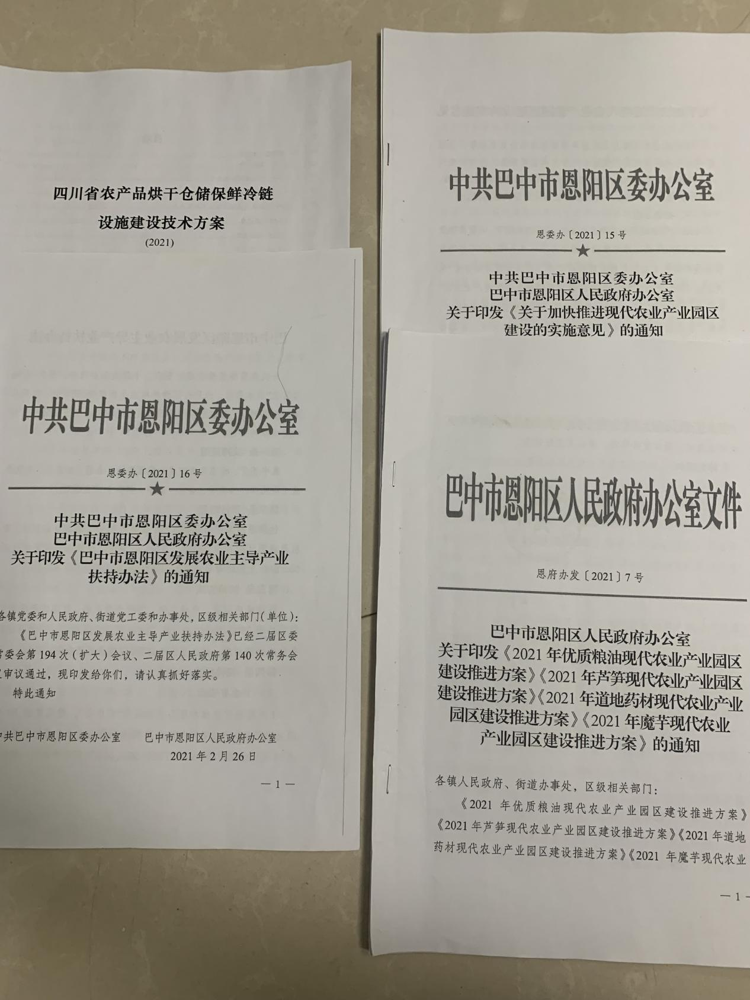 四川省农产品烘干仓储保鲜冷链
设施建设技术方案
(2021)
中共巴中市恩阳区委办公室
恩委办〔2021〕16号
中共巴中市恩阳区委办公室
巴中市恩阳区人民政府办公室
关于印发《巴中市恩阳区发展农业主导产业
扶持办法》的通知
各镇党委和人民政府、街道党工委和办事处，区级相关部门(单位)：
《巴中市恩阳区发展农业主导产业扶持办法》已经二届区委
常委会第194次(扩大)会议、二届区人民政府第140次常务会
议审议通过，现印发给你们，请认真抓好落实。
特此通知
中共巴中市恩阳区委办公室 巴中市恩阳区人民政府办公室
2021年2月26日
— 1 —
中共巴中市恩阳区委办公室
恩委办〔2021〕15号
中共巴中市恩阳区委办公室
巴中市恩阳区人民政府办公室
关于印发《关于加快推进现代农业产业园区
建设的实施意见》的通知
巴中市恩阳区人民政府办公室文件
恩府办发〔2021〕7号
巴中市恩阳区人民政府办公室
关于印发《2021年优质粮油现代农业产业园区
建设推进方案》《2021年芦笋现代农业产业园区
建设推进方案》《2021年道地药材现代农业产业
园区建设推进方案》《2021年魔芋现代农业
产业园区建设推进方案》的通知
各镇人民政府、街道办事处，区级相关部门：
《2021 年优质粮油现代农业产业园区建设推进方案》
《2021年芦笋现代农业产业园区建设推进方案》《2021年道地
药材现代农业产业园区建设推进方案》《2021 年魔芋现代农业
— 1 —